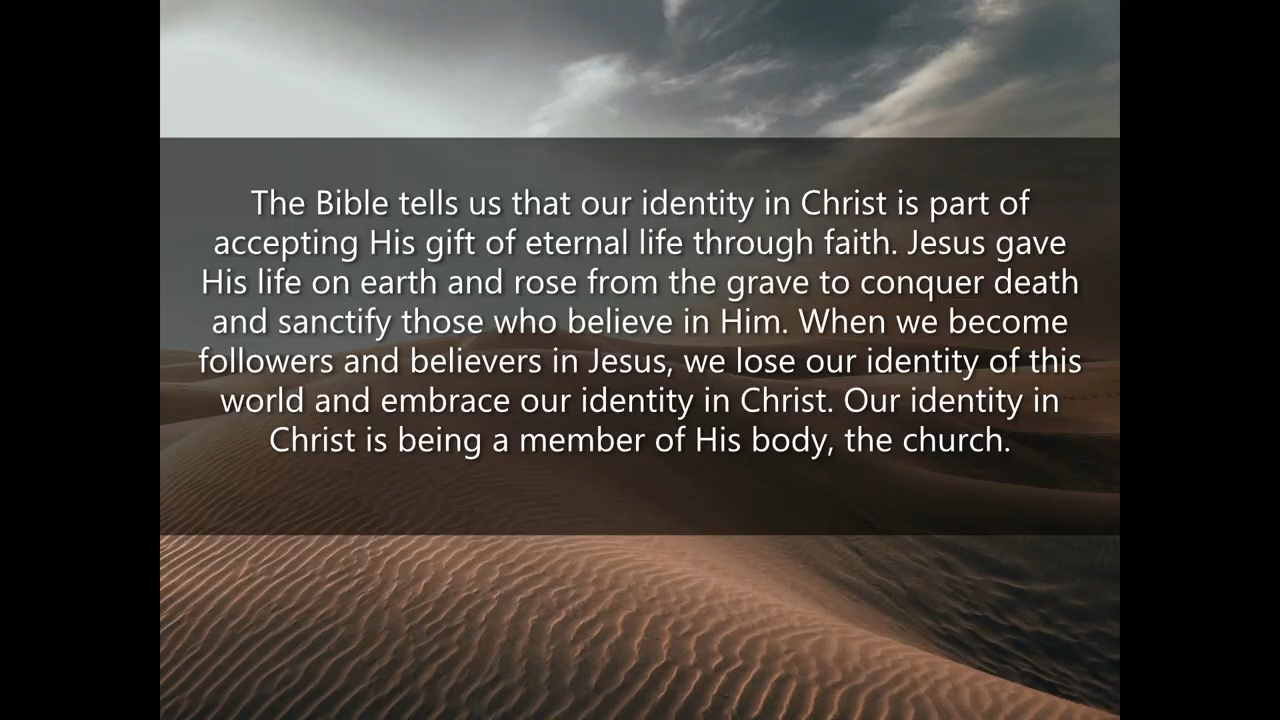 The Bible tells us that our identity in Christ is part of
accepting His gift of eternal life through faith. Jesus gave
His life on earth and rose from the grave to conquer death
and sanctify those who believe in Him. When we become
followers and believers in Jesus, we lose our identity of this
world and embrace our identity in Christ. Our identity in
Christ is being a member of His body, the church.